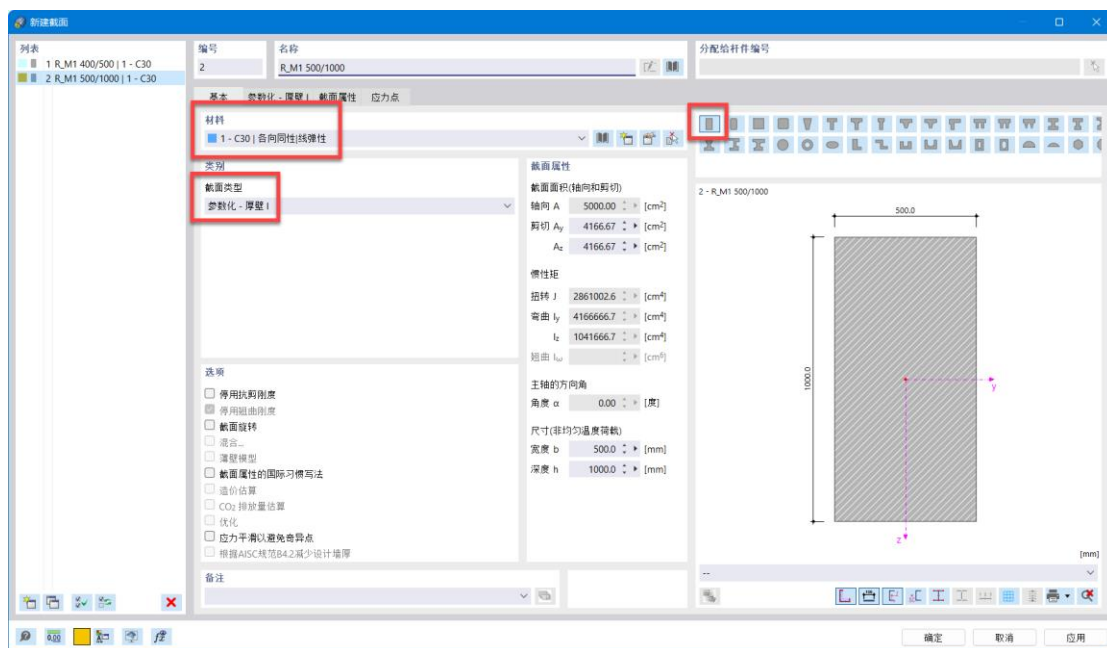 新建截面
列表
1 R_M1 400/500 | 1 - C30
2 R_M1 500/1000 | 1 - C30
编号
2
名称
R_M1 500/1000
分配给杆件编号
基本 参数化 - 厚壁 I 截面属性 应力点
材料
1 - C30 | 各向同性|线弹性
类别
截面类型
参数化 - 厚壁 I
截面属性
截面面积(轴向和剪切)
轴向 A 5000.00 [cm²]
剪切 Ay 4166.67 [cm²]
Az 4166.67 [cm²]
惯性矩
扭转 J 2861002.6 [cm⁴]
弯曲 Iy 4166666.7 [cm⁴]
Iz 1041666.7 [cm⁴]
翘曲 Iω [cm⁶]
主轴的方向角
角度 α 0.00 [度]
尺寸(非均匀温度荷载)
宽度 b 500.0 [mm]
深度 h 1000.0 [mm]
选项
停用抗剪刚度
停用翘曲刚度
截面旋转
混合...
薄壁模型
截面属性的国际习惯写法
造价估算
CO₂ 排放量估算
优化
应力平滑以避免奇异点
根据AISC规范B4.2减少设计墙厚
备注
2 - R_M1 500/1000
500.0
1000.0
y
z
[mm]
--
确定 取消 应用